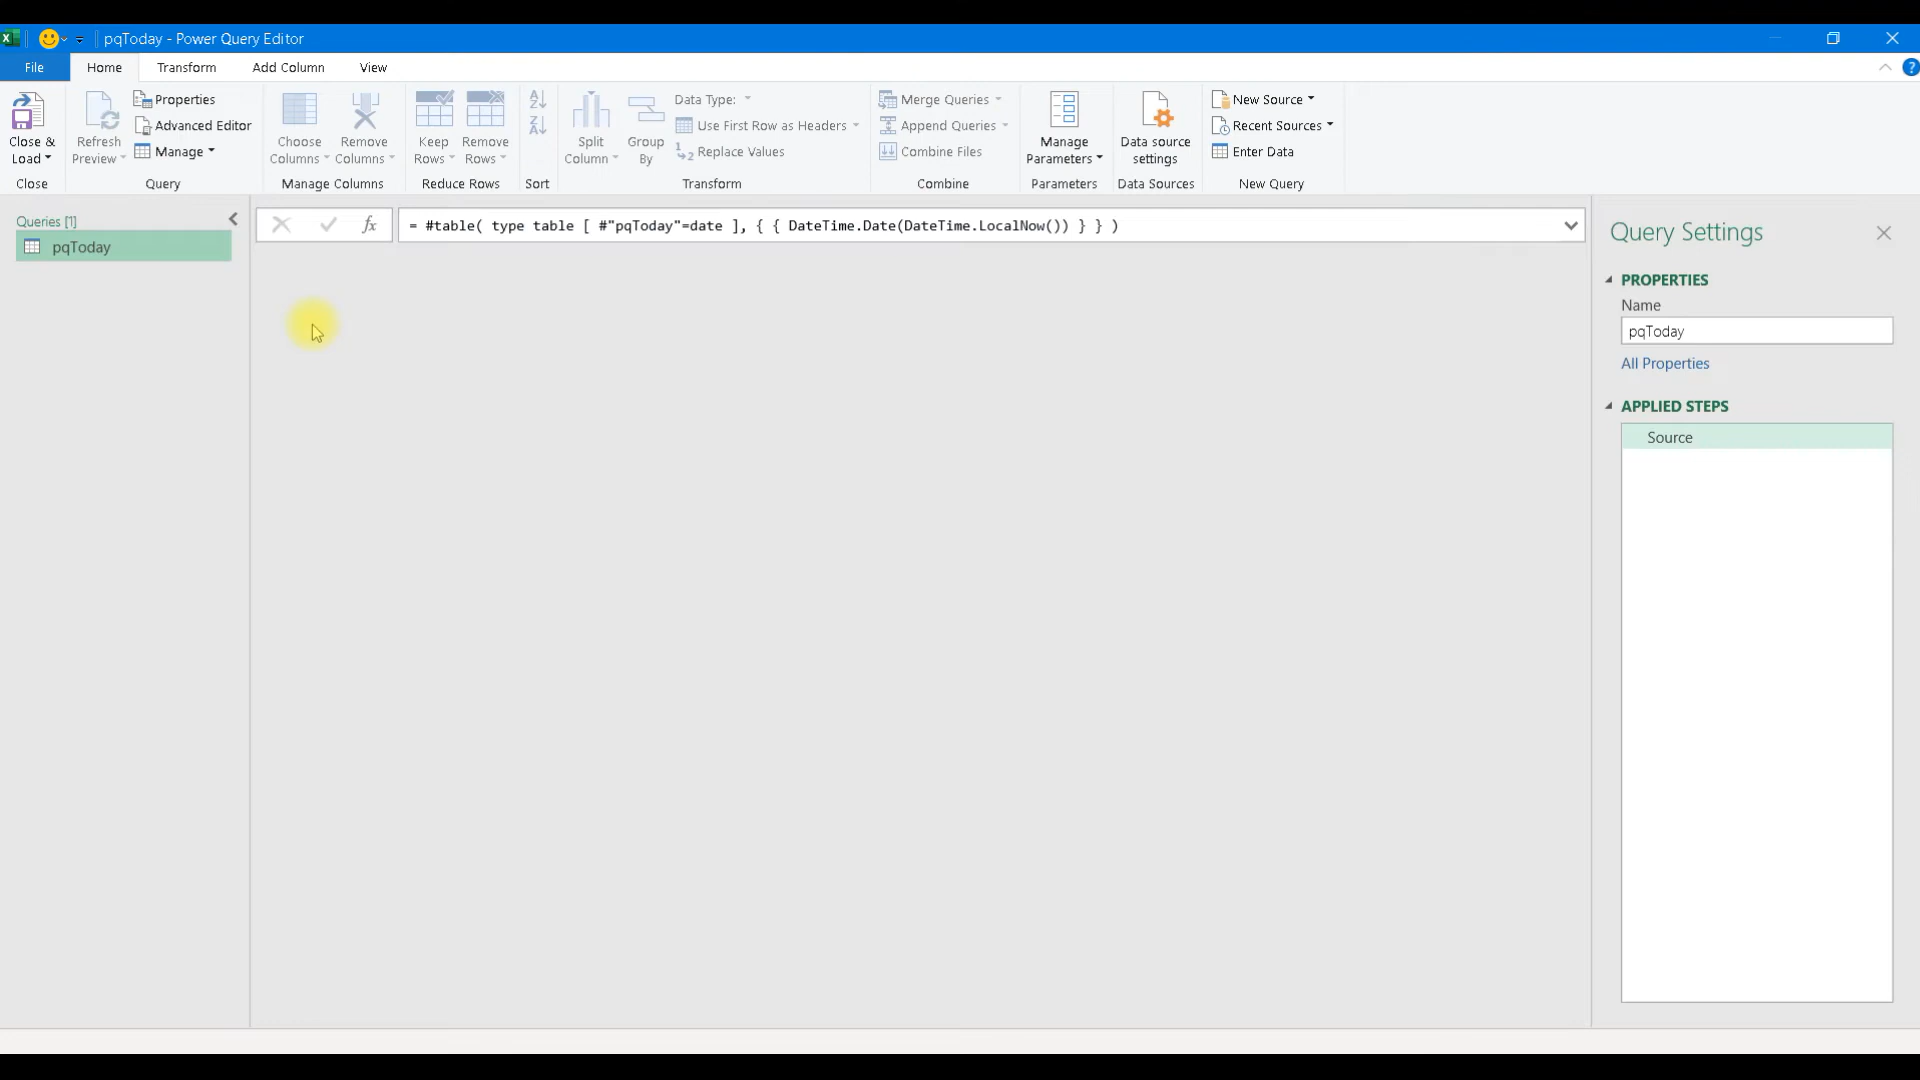 pqToday - Power Query Editor
File Home Transform Add Column View
Close & Load
Close
Refresh Preview
Properties
Advanced Editor
Manage
Query
Choose Columns
Remove Columns
Manage Columns
Keep Rows
Remove Rows
Reduce Rows
Sort
Split Column
Group By
Data Type:
Use First Row as Headers
Replace Values
Transform
Merge Queries
Append Queries
Combine Files
Combine
Manage Parameters
Parameters
Data source settings
Data Sources
New Source
Recent Sources
Enter Data
New Query
Queries [1]
pqToday
fx
= #table( type table [ #"pqToday"=date ], { { DateTime.Date(DateTime.LocalNow()) } } )
Query Settings
PROPERTIES
Name
pqToday
All Properties
APPLIED STEPS
Source